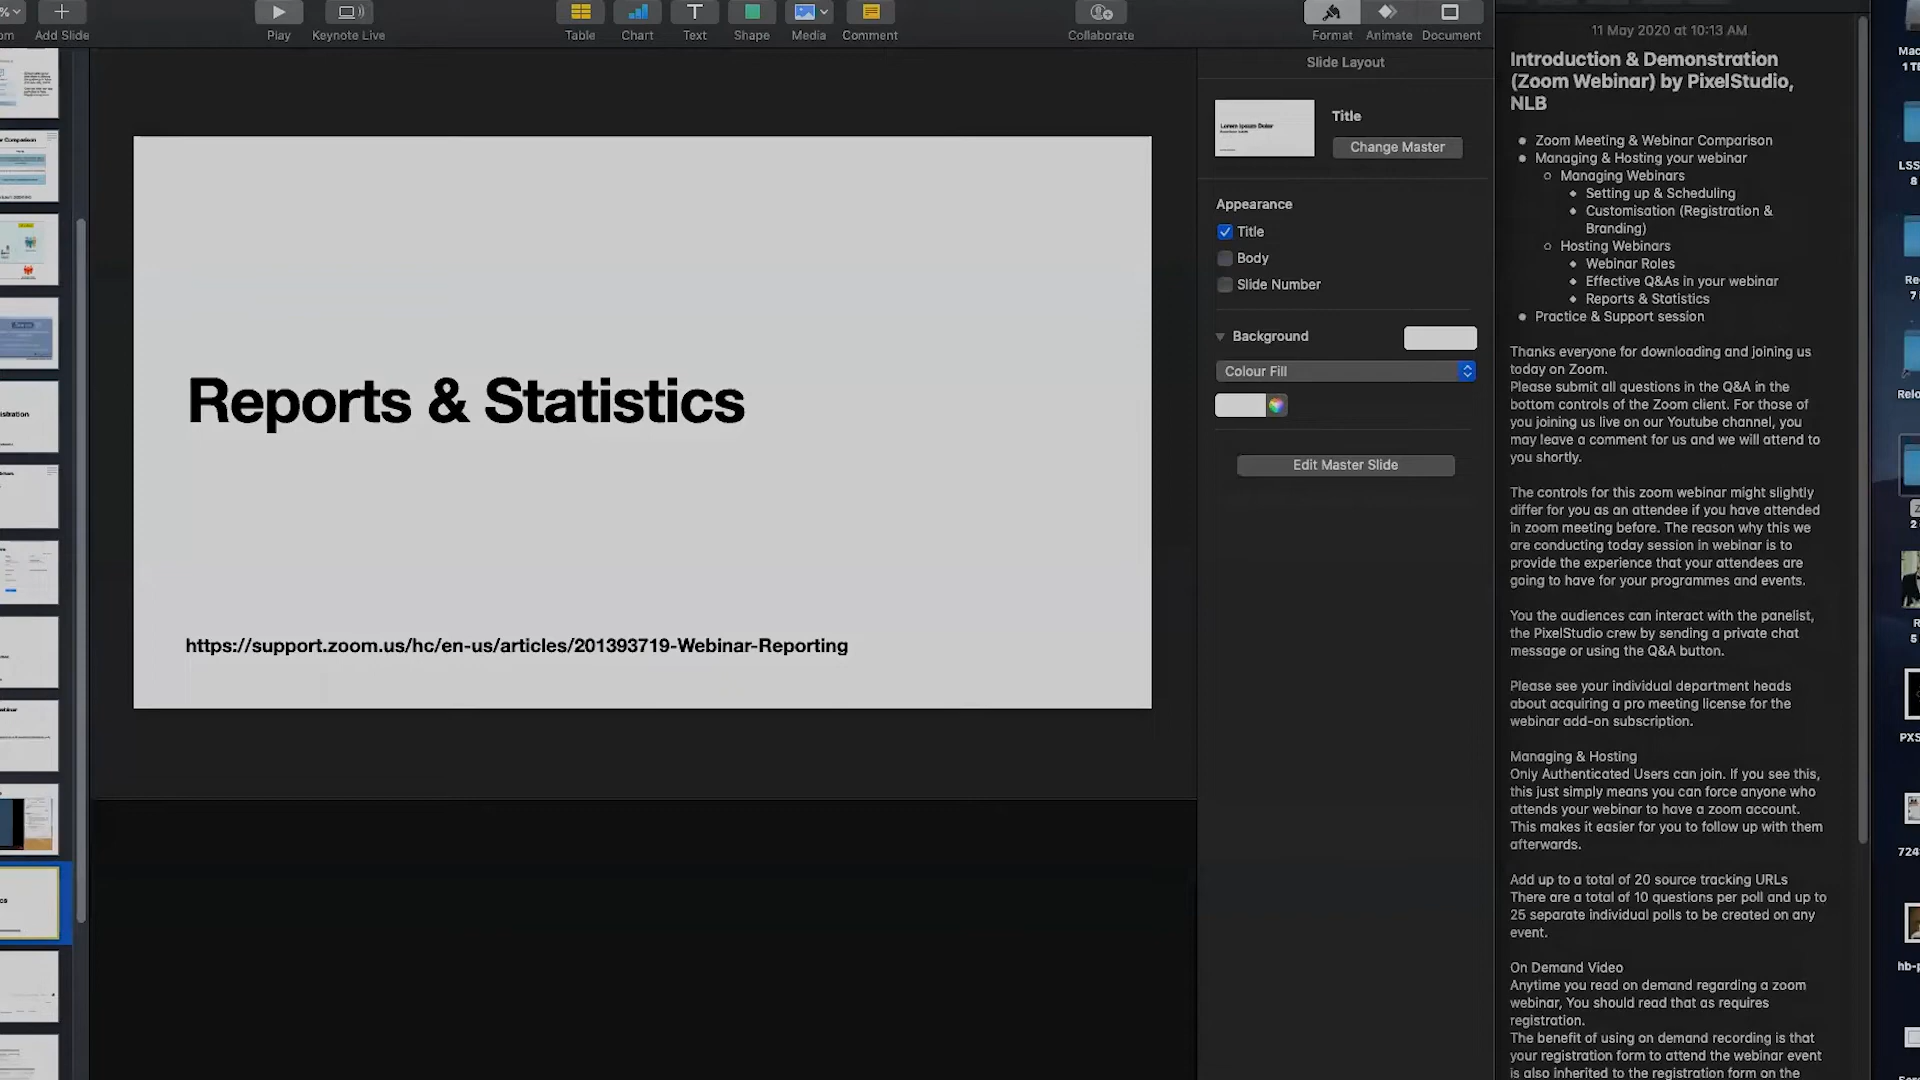 Add Slide
Play
Keynote Live
Table
Chart
Text
Shape
Media
Comment
Collaborate
Format
Animate
Document
Slide Layout
Title
Change Master
Appearance
Title
Body
Slide Number
Background
Colour Fill
Edit Master Slide
Reports & Statistics
https://support.zoom.us/hc/en-us/articles/201393719-Webinar-Reporting
11 May 2020 at 10:13 AM
Introduction & Demonstration
(Zoom Webinar) by PixelStudio,
NLB
Zoom Meeting & Webinar Comparison
Managing & Hosting your webinar
Managing Webinars
Setting up & Scheduling
Customisation (Registration &
Branding)
Hosting Webinars
Webinar Roles
Effective Q&As in your webinar
Reports & Statistics
Practice & Support session
Thanks everyone for downloading and joining us
today on Zoom.
Please submit all questions in the Q&A in the
bottom controls of the Zoom client. For those of
you joining us live on our Youtube channel, you
may leave a comment for us and we will attend to
you shortly.
The controls for this zoom webinar might slightly
differ for you as an attendee if you have attended
in zoom meeting before. The reason why this we
are conducting today session in webinar is to
provide the experience that your attendees are
going to have for your programmes and events.
You the audiences can interact with the panelist,
the PixelStudio crew by sending a private chat
message or using the Q&A button.
Please see your individual department heads
about acquiring a pro meeting license for the
webinar add-on subscription.
Managing & Hosting
Only Authenticated Users can join. If you see this,
this just simply means you can force anyone who
attends your webinar to have a zoom account.
This makes it easier for you to follow up with them
afterwards.
Add up to a total of 20 source tracking URLs
There are a total of 10 questions per poll and up to
25 separate individual polls to be created on any
event.
On Demand Video
Anytime you read on demand regarding a zoom
webinar, You should read that as requires
registration.
The benefit of using on demand recording is that
your registration form to attend the webinar event
is also inherited to the registration form on the